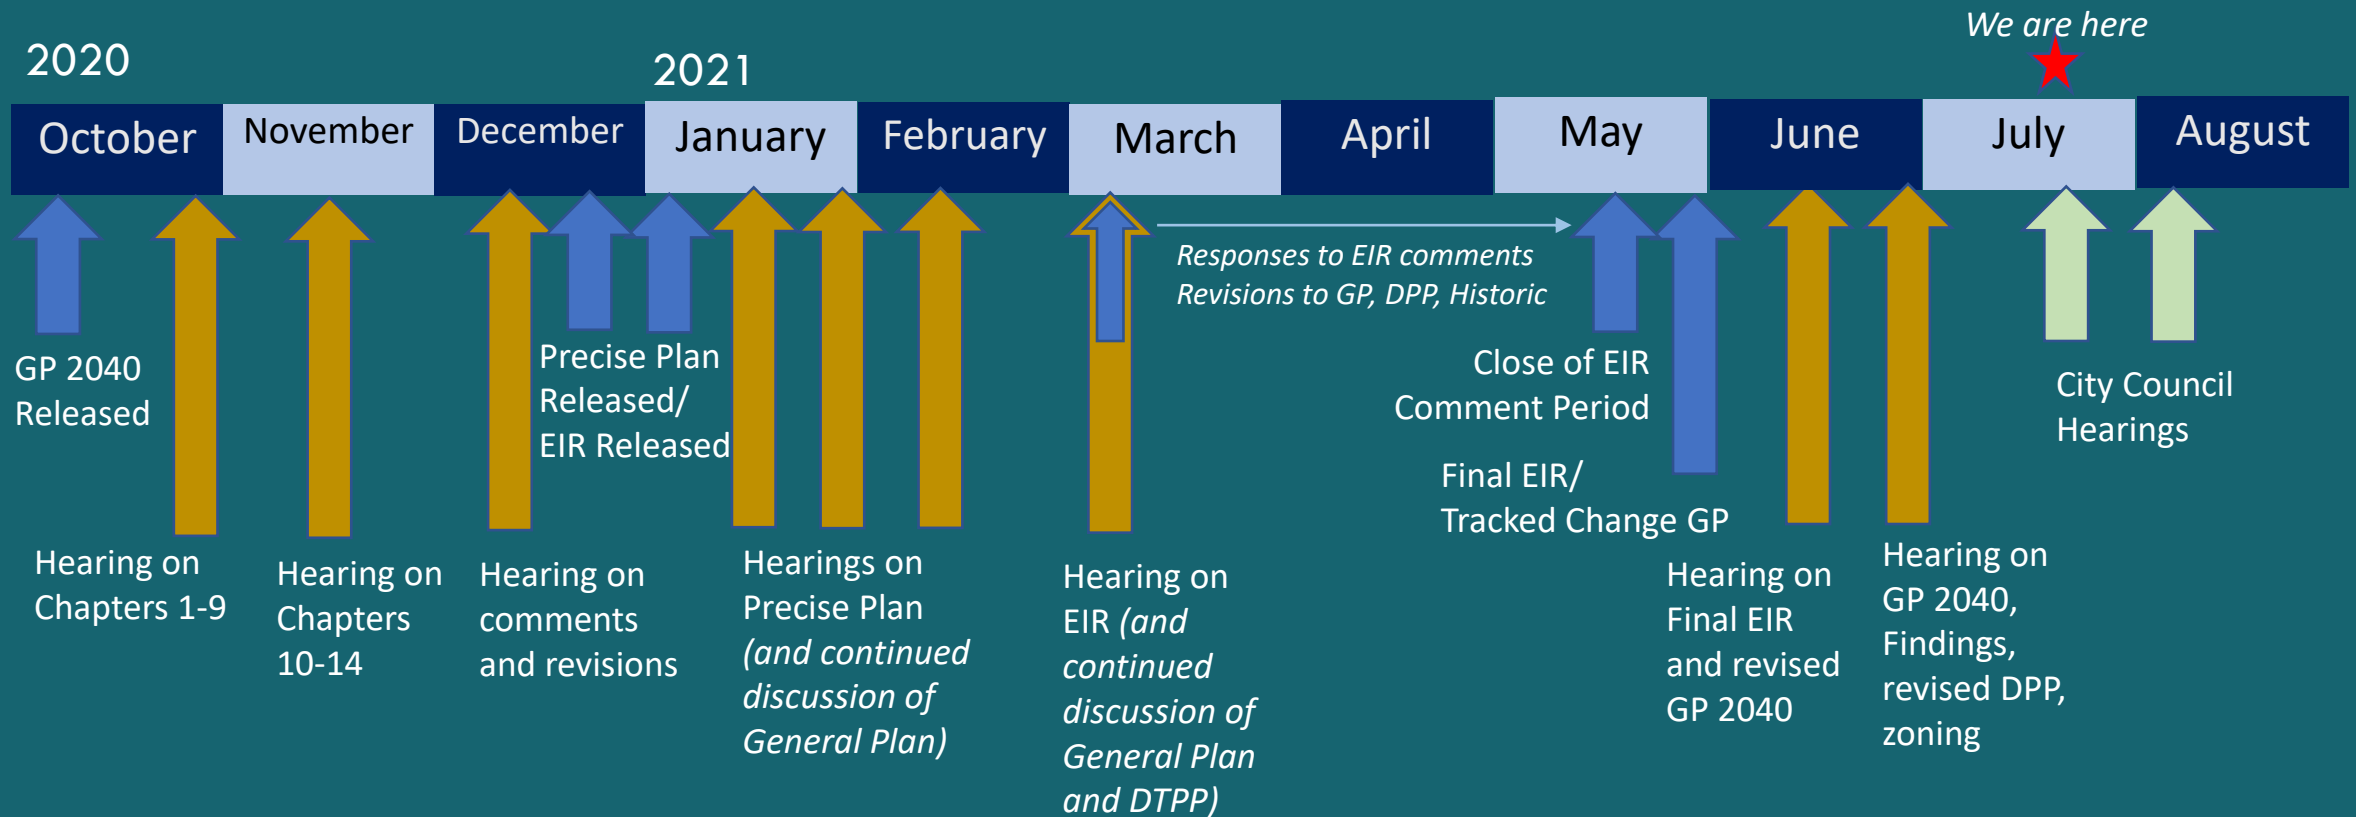 We are here
2020
2021
October
November
December
January
February
March
April
May
June
July
August
Responses to EIR comments
Revisions to GP, DPP, Historic
GP 2040
Released
Precise Plan
Released/
EIR Released
Close of EIR
Comment Period
City Council
Hearings
Final EIR/
Tracked Change GP
Hearing on
Chapters 1-9
Hearing on
Chapters
10-14
Hearing on
comments
and revisions
Hearings on
Precise Plan
(and continued
discussion of
General Plan)
Hearing on
EIR (and
continued
discussion of
General Plan
and DTPP)
Hearing on
Final EIR
and revised
GP 2040
Hearing on
GP 2040,
Findings,
revised DPP,
zoning